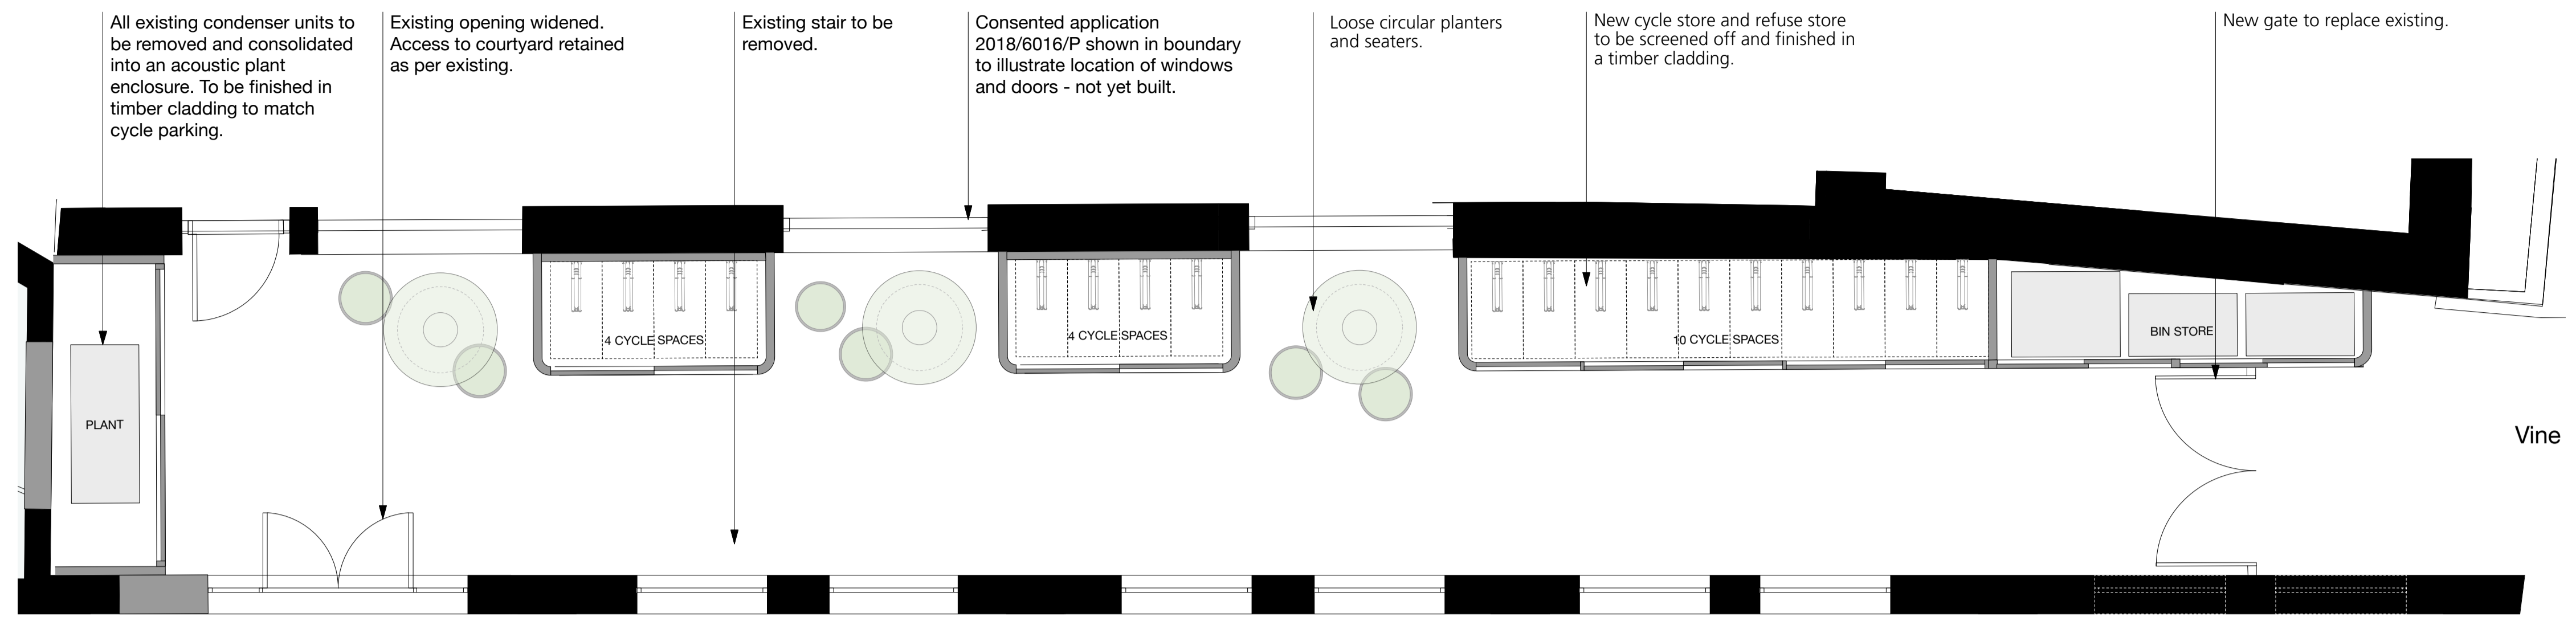 All existing condenser units to
be removed and consolidated
into an acoustic plant
enclosure. To be finished in
timber cladding to match
cycle parking.
Existing opening widened.
Access to courtyard retained
as per existing.
Existing stair to be
removed.
Consented application
2018/6016/P shown in boundary
to illustrate location of windows
and doors - not yet built.
Loose circular planters
and seaters.
New cycle store and refuse store
to be screened off and finished in
a timber cladding.
New gate to replace existing.
4 CYCLE SPACES
4 CYCLE SPACES
10 CYCLE SPACES
BIN STORE
PLANT
Vine